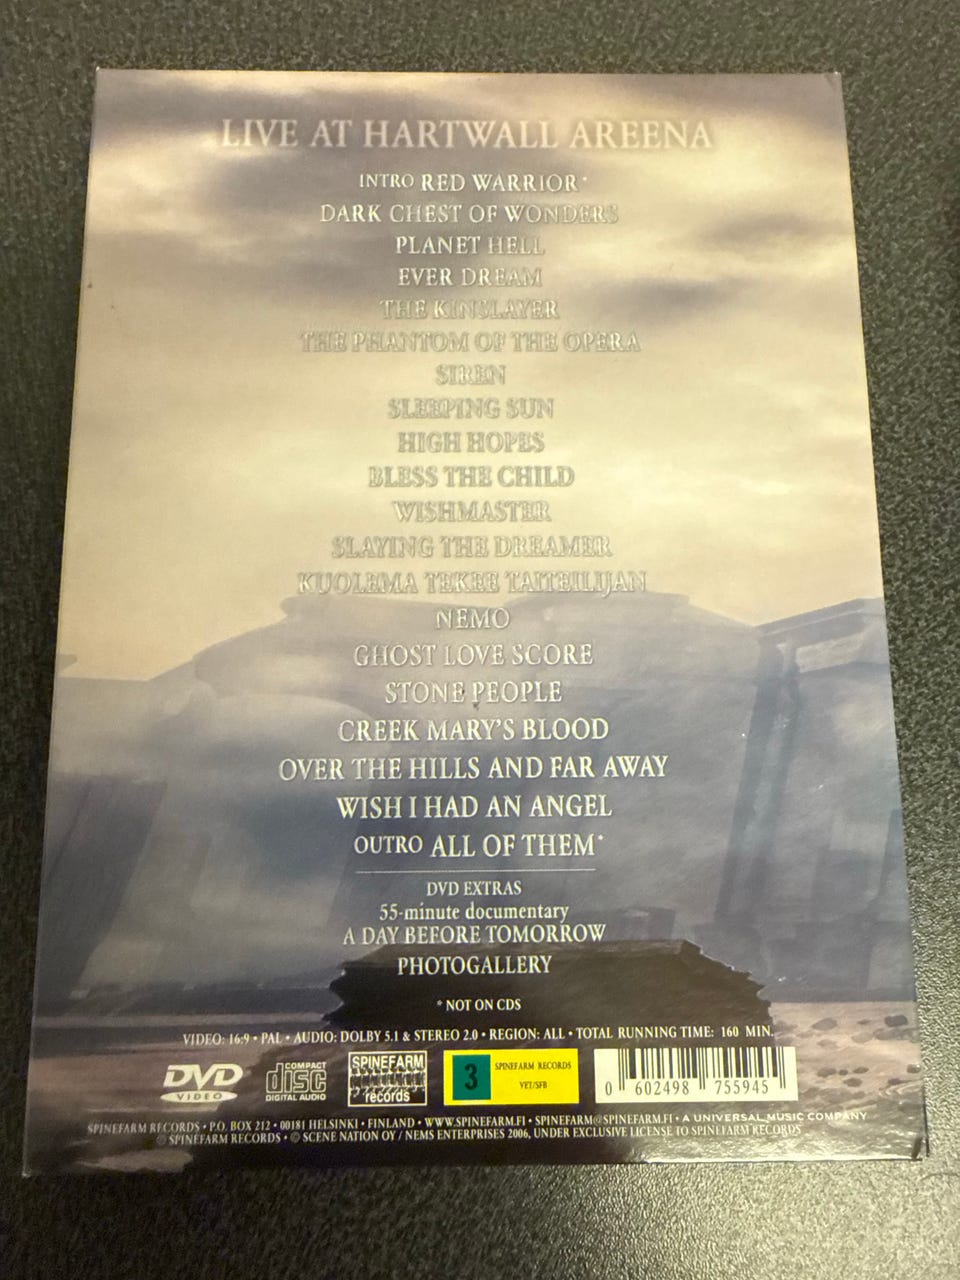 LIVE AT HARTWALL AREENA
INTRO RED WARRIOR*
DARK CHEST OF WONDERS
PLANET HELL
EVER DREAM
THE KINSLAYER
THE PHANTOM OF THE OPERA
SIREN
SLEEPING SUN
HIGH HOPES
BLESS THE CHILD
WISHMASTER
SLAYING THE DREAMER
KUOLEMA TEKEE TAITEILIJAN
NEMO
GHOST LOVE SCORE
STONE PEOPLE
CREEK MARY'S BLOOD
OVER THE HILLS AND FAR AWAY
WISH I HAD AN ANGEL
OUTRO ALL OF THEM*
DVD EXTRAS
55-minute documentary
A DAY BEFORE TOMORROW
PHOTOGALLERY
* NOT ON CDS
VIDEO: 16:9 • PAL • AUDIO: DOLBY 5.1 & STEREO 2.0 • REGION: ALL • TOTAL RUNNING TIME: 160 MIN.
DVD VIDEO
COMPACT disc DIGITAL AUDIO
SPINEFARM records
3 SPINEFARM RECORDS
VET/SFB
0 602498 755945
SPINEFARM RECORDS • P.O. BOX 212 • 00181 HELSINKI • FINLAND • WWW.SPINEFARM.FI • SPINEFARM@SPINEFARM.FI • A UNIVERSAL MUSIC COMPANY
℗ SPINEFARM RECORDS • © SCENE NATION OY / NEMS ENTERPRISES 2006, UNDER EXCLUSIVE LICENSE TO SPINEFARM RECORDS